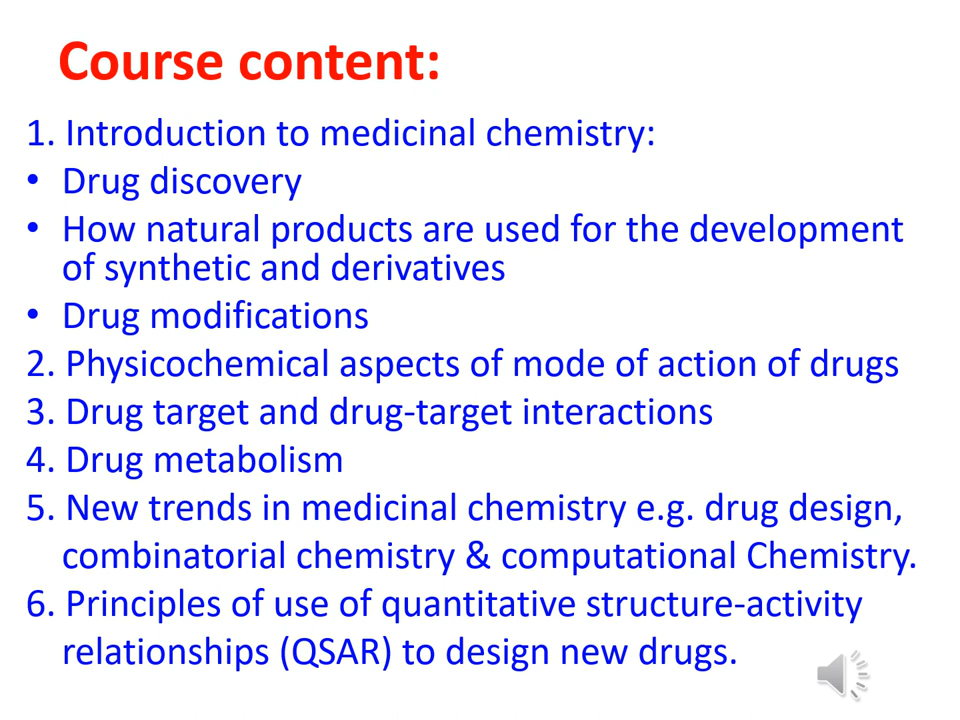 Course content:
1. Introduction to medicinal chemistry:
• Drug discovery
• How natural products are used for the development
of synthetic and derivatives
• Drug modifications
2. Physicochemical aspects of mode of action of drugs
3. Drug target and drug-target interactions
4. Drug metabolism
5. New trends in medicinal chemistry e.g. drug design,
combinatorial chemistry & computational Chemistry.
6. Principles of use of quantitative structure-activity
relationships (QSAR) to design new drugs.